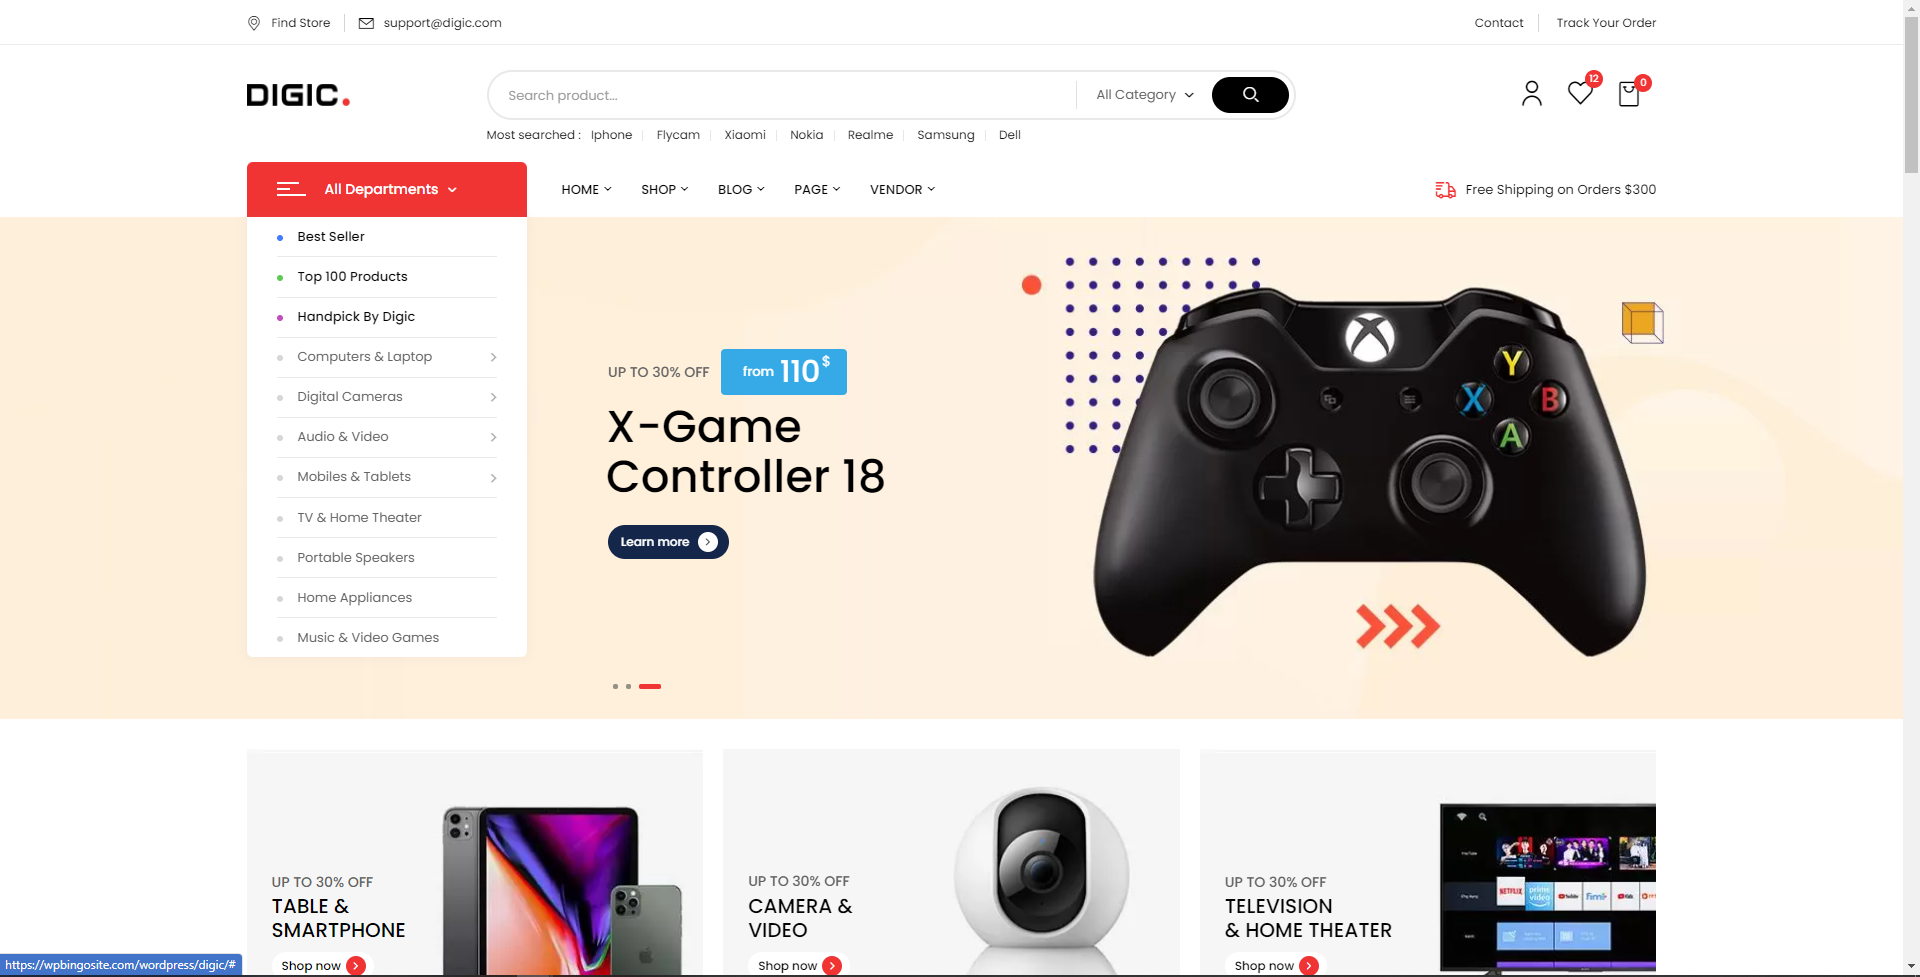 Find Store
support@digic.com
Contact
Track Your Order
DIGIC.
Search product...
All Category
12
0
Most searched : Iphone Flycam Xiaomi Nokia Realme Samsung Dell
All Departments
HOME SHOP BLOG PAGE VENDOR
Free Shipping on Orders $300
Best Seller
Top 100 Products
Handpick By Digic
Computers & Laptop
Digital Cameras
Audio & Video
Mobiles & Tablets
TV & Home Theater
Portable Speakers
Home Appliances
Music & Video Games
UP TO 30% OFF
from 110$
X-Game
Controller 18
Learn more
Y
X
B
A
UP TO 30% OFF
TABLE &
SMARTPHONE
Shop now
UP TO 30% OFF
CAMERA &
VIDEO
Shop now
UP TO 30% OFF
TELEVISION
& HOME THEATER
Shop now
NETFLIX
prime video
https://wpbingosite.com/wordpress/digic/#